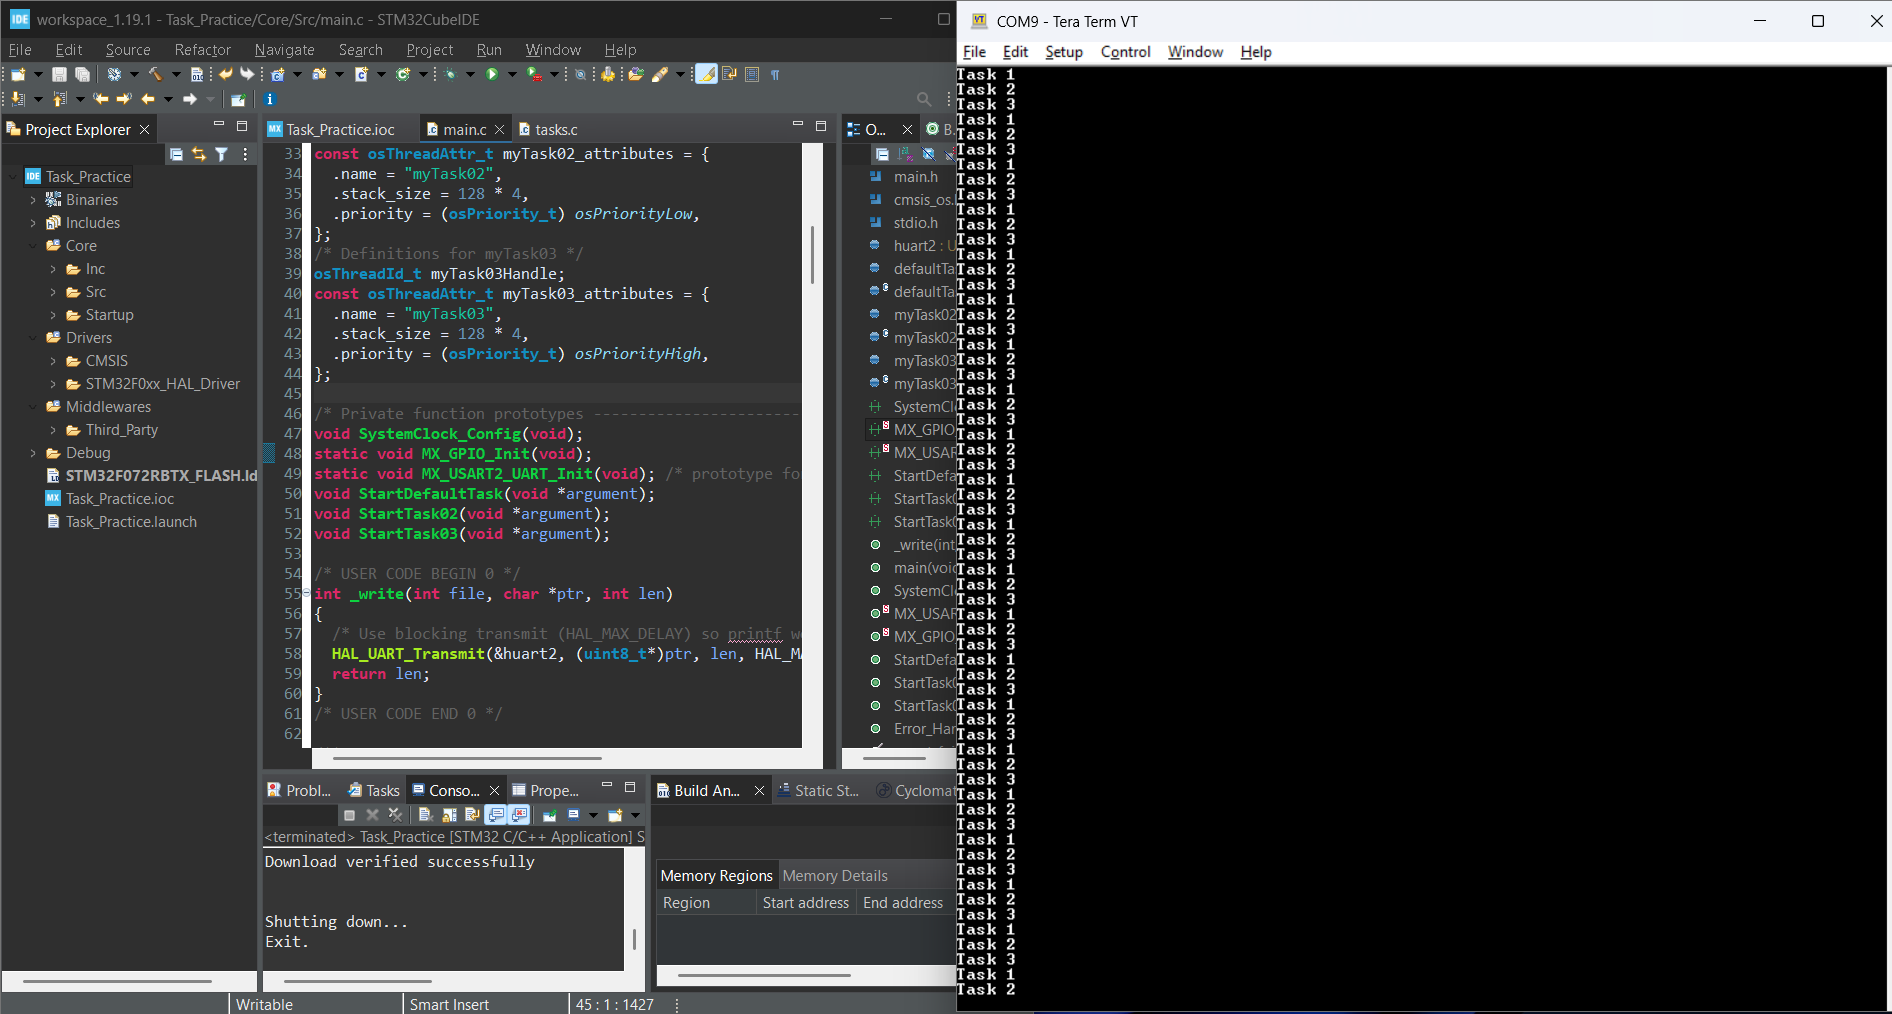 workspace_1.19.1 - Task_Practice/Core/Src/main.c - STM32CubeIDE
File Edit Source Refactor Navigate Search Project Run Window Help
Project Explorer
Task_Practice
Binaries
Includes
Core
Inc
Src
Startup
Drivers
CMSIS
STM32F0xx_HAL_Driver
Middlewares
Third_Party
Debug
STM32F072RBTX_FLASH.ld
Task_Practice.ioc
Task_Practice.launch
Task_Practice.ioc main.c tasks.c
33 const osThreadAttr_t myTask02_attributes = {
34 .name = "myTask02",
35 .stack_size = 128 * 4,
36 .priority = (osPriority_t) osPriorityLow,
37 };
38 /* Definitions for myTask03 */
39 osThreadId_t myTask03Handle;
40 const osThreadAttr_t myTask03_attributes = {
41 .name = "myTask03",
42 .stack_size = 128 * 4,
43 .priority = (osPriority_t) osPriorityHigh,
44 };
45
46 /* Private function prototypes -----------------------
47 void SystemClock_Config(void);
48 static void MX_GPIO_Init(void);
49 static void MX_USART2_UART_Init(void); /* prototype fo
50 void StartDefaultTask(void *argument);
51 void StartTask02(void *argument);
52 void StartTask03(void *argument);
53
54 /* USER CODE BEGIN 0 */
55 int _write(int file, char *ptr, int len)
56 {
57 /* Use blocking transmit (HAL_MAX_DELAY) so printf w
58 HAL_UART_Transmit(&huart2, (uint8_t*)ptr, len, HAL_M
59 return len;
60 }
61 /* USER CODE END 0 */
62
O... B.
main.h
cmsis_os.
stdio.h
huart2 : U
defaultTa
defaultTa
myTask02
myTask02
myTask03
myTask03
SystemCl
MX_GPIO
MX_USAR
StartDefa
StartTask
StartTask
_write(int
main(void
SystemCl
MX_USAR
MX_GPIO
StartDefa
StartTask
StartTask
Error_Han
Probl... Tasks Conso... Prope...
<terminated> Task_Practice [STM32 C/C++ Application] S
Download verified successfully
Shutting down...
Exit.
Build An... Static St... Cyclomat
Memory Regions Memory Details
Region Start address End address
Writable Smart Insert 45 : 1 : 1427
COM9 - Tera Term VT
File Edit Setup Control Window Help
Task 1
Task 2
Task 3
Task 1
Task 2
Task 3
Task 1
Task 2
Task 3
Task 1
Task 2
Task 3
Task 1
Task 2
Task 3
Task 1
Task 2
Task 3
Task 1
Task 2
Task 3
Task 1
Task 2
Task 3
Task 1
Task 2
Task 3
Task 1
Task 2
Task 3
Task 1
Task 2
Task 3
Task 1
Task 2
Task 3
Task 1
Task 2
Task 3
Task 1
Task 2
Task 3
Task 1
Task 2
Task 3
Task 1
Task 2
Task 3
Task 1
Task 2
Task 3
Task 1
Task 2
Task 3
Task 1
Task 2
Task 3
Task 1
Task 2
Task 3
Task 1
Task 2